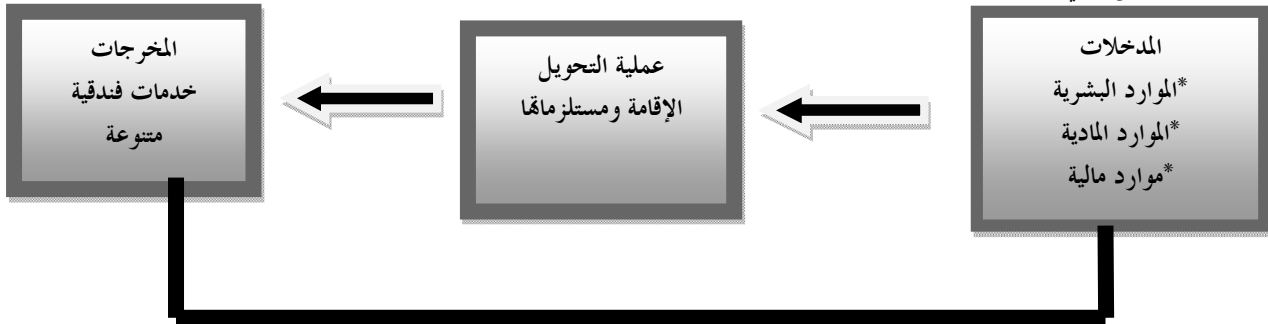 المدخلات
*الموارد البشرية
*الموارد المادية
*موارد مالية
عملية التحويل
الإقامة ومستلزماتها
المخرجات
خدمات فندقية
متنوعة